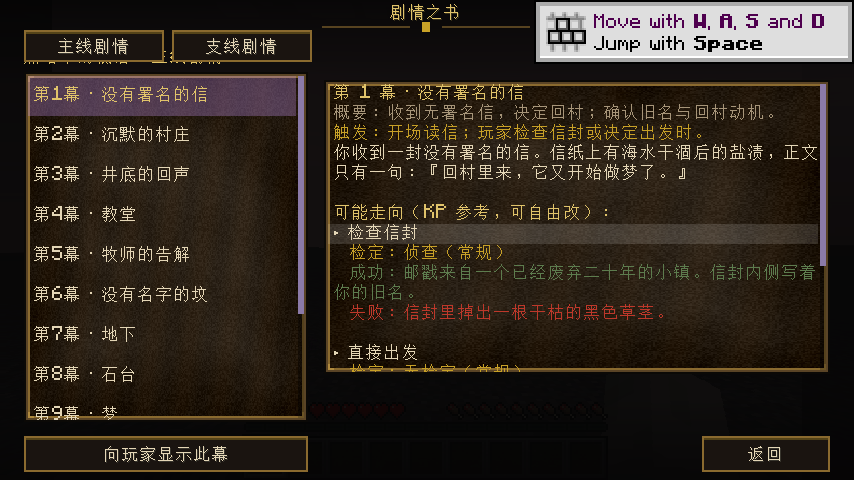 剧情之书
Move with W, A, S and D
Jump with Space
主线剧情
支线剧情
第1幕 · 没有署名的信
第2幕 · 沉默的村庄
第3幕 · 井底的回声
第4幕 · 教堂
第5幕 · 牧师的告解
第6幕 · 没有名字的坟
第7幕 · 地下
第8幕 · 石台
第9幕 · 梦
第 1 幕 · 没有署名的信
概要：收到无署名信，决定回村；确认旧名与回村动机。
触发：开场读信；玩家检查信封或决定出发时。
你收到一封没有署名的信。信纸上有海水干涸后的盐渍，正文
只有一句：『回村里来，它又开始做梦了。』
可能走向（KP 参考，可自由改）：
▸ 检查信封
检定：侦查（常规）
成功：邮戳来自一个已经废弃二十年的小镇。信封内侧写着
你的旧名。
失败：信封里掉出一根干枯的黑色草茎。
▸ 直接出发
检定：无检定（常规）
向玩家显示此幕
返回